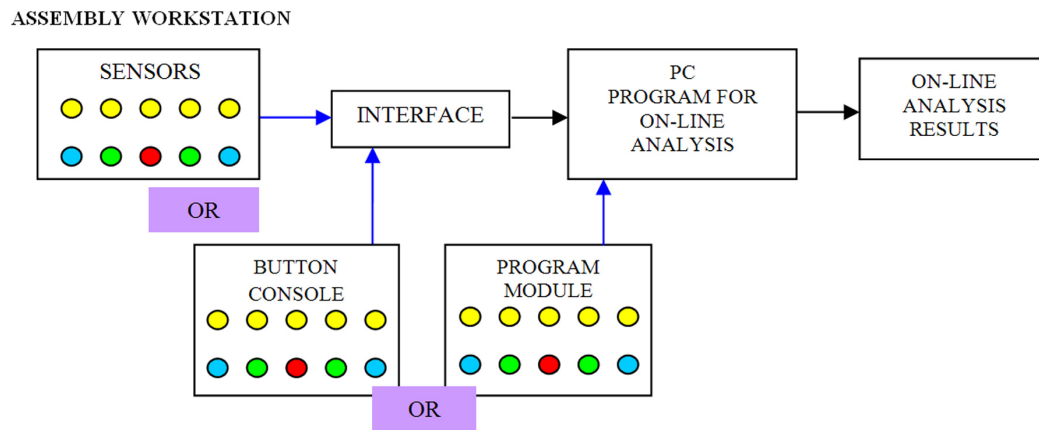 ASSEMBLY WORKSTATION
SENSORS
INTERFACE
PC
PROGRAM FOR
ON-LINE
ANALYSIS
ON-LINE
ANALYSIS
RESULTS
OR
BUTTON
CONSOLE
PROGRAM
MODULE
OR